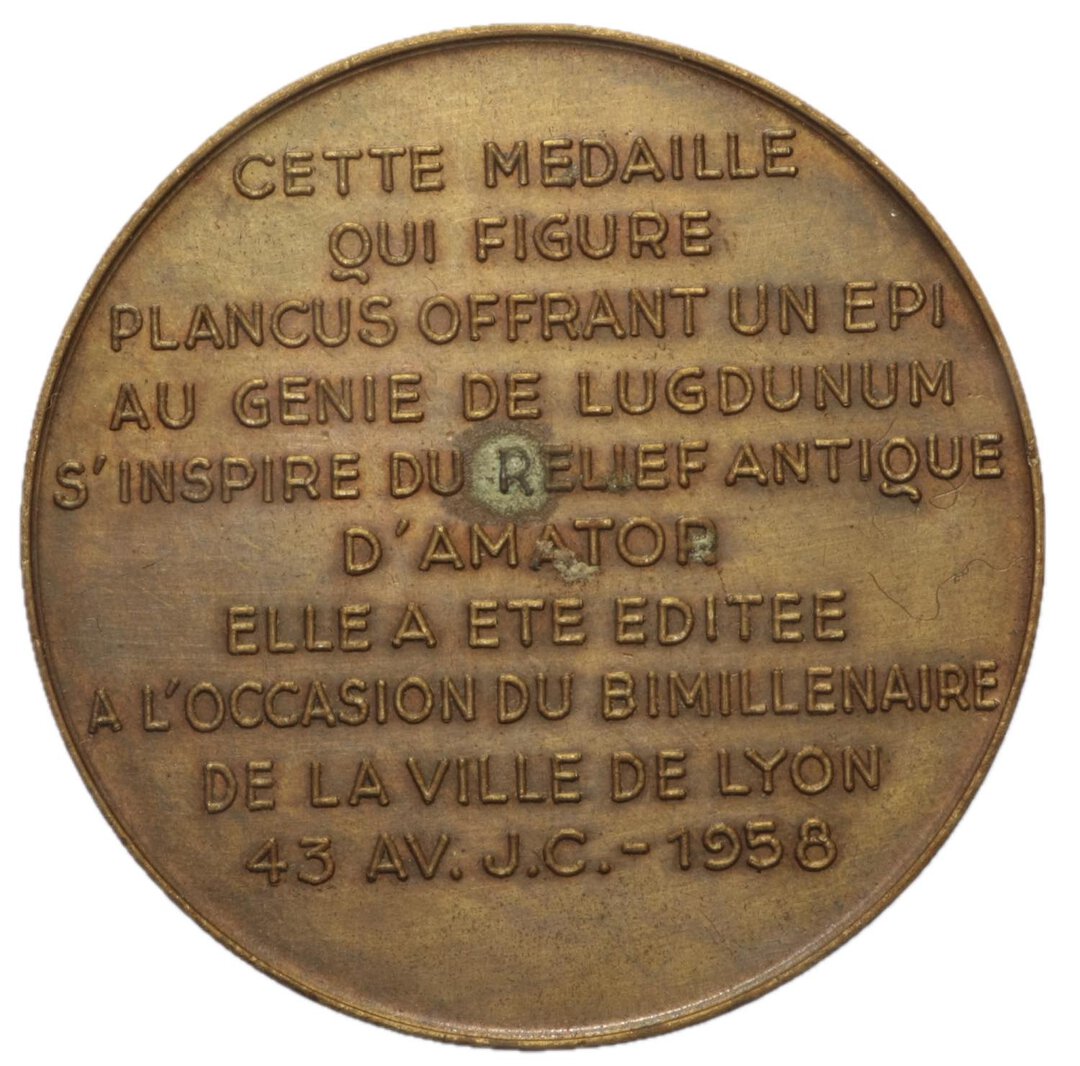 CETTE MEDAILLE
QUI FIGURE
PLANCUS OFFRANT UN EPI
AU GENIE DE LUGDUNUM
S'INSPIRE DU RELIEF ANTIQUE
D'AMATOR
ELLE A ETE EDITEE
A L'OCCASION DU BIMILLENAIRE
DE LA VILLE DE LYON
43 AV. J.C. - 1958